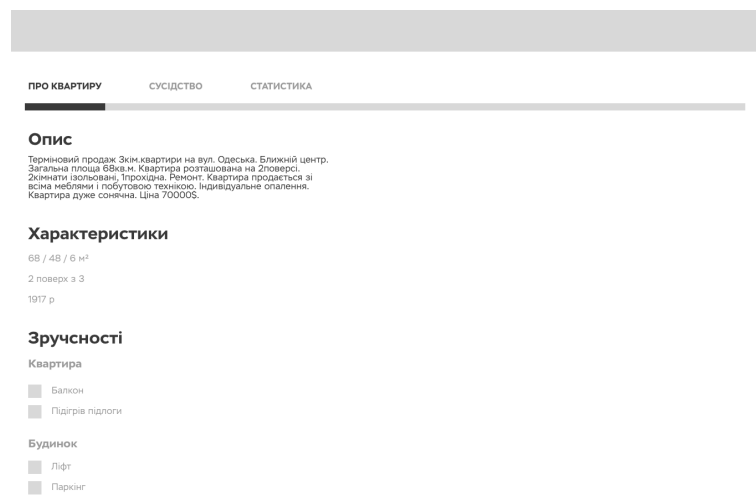 ПРО КВАРТИРУ СУСІДСТВО СТАТИСТИКА
Опис
Терміновий продаж 3кім.квартири на вул. Одеська. Ближній центр.
Загальна площа 68кв.м. Квартира розташована на 2поверсі.
2кімнати ізольовані, 1прохідна. Ремонт. Квартира продається зі
всіма меблями і побутовою технікою. Індивідуальне опалення.
Квартира дуже сонячна. Ціна 70000$.
Характеристики
68 / 48 / 6 м²
2 поверх з 3
1917 р
Зручсності
Квартира
Балкон
Підігрів підлоги
Будинок
Ліфт
Паркінг